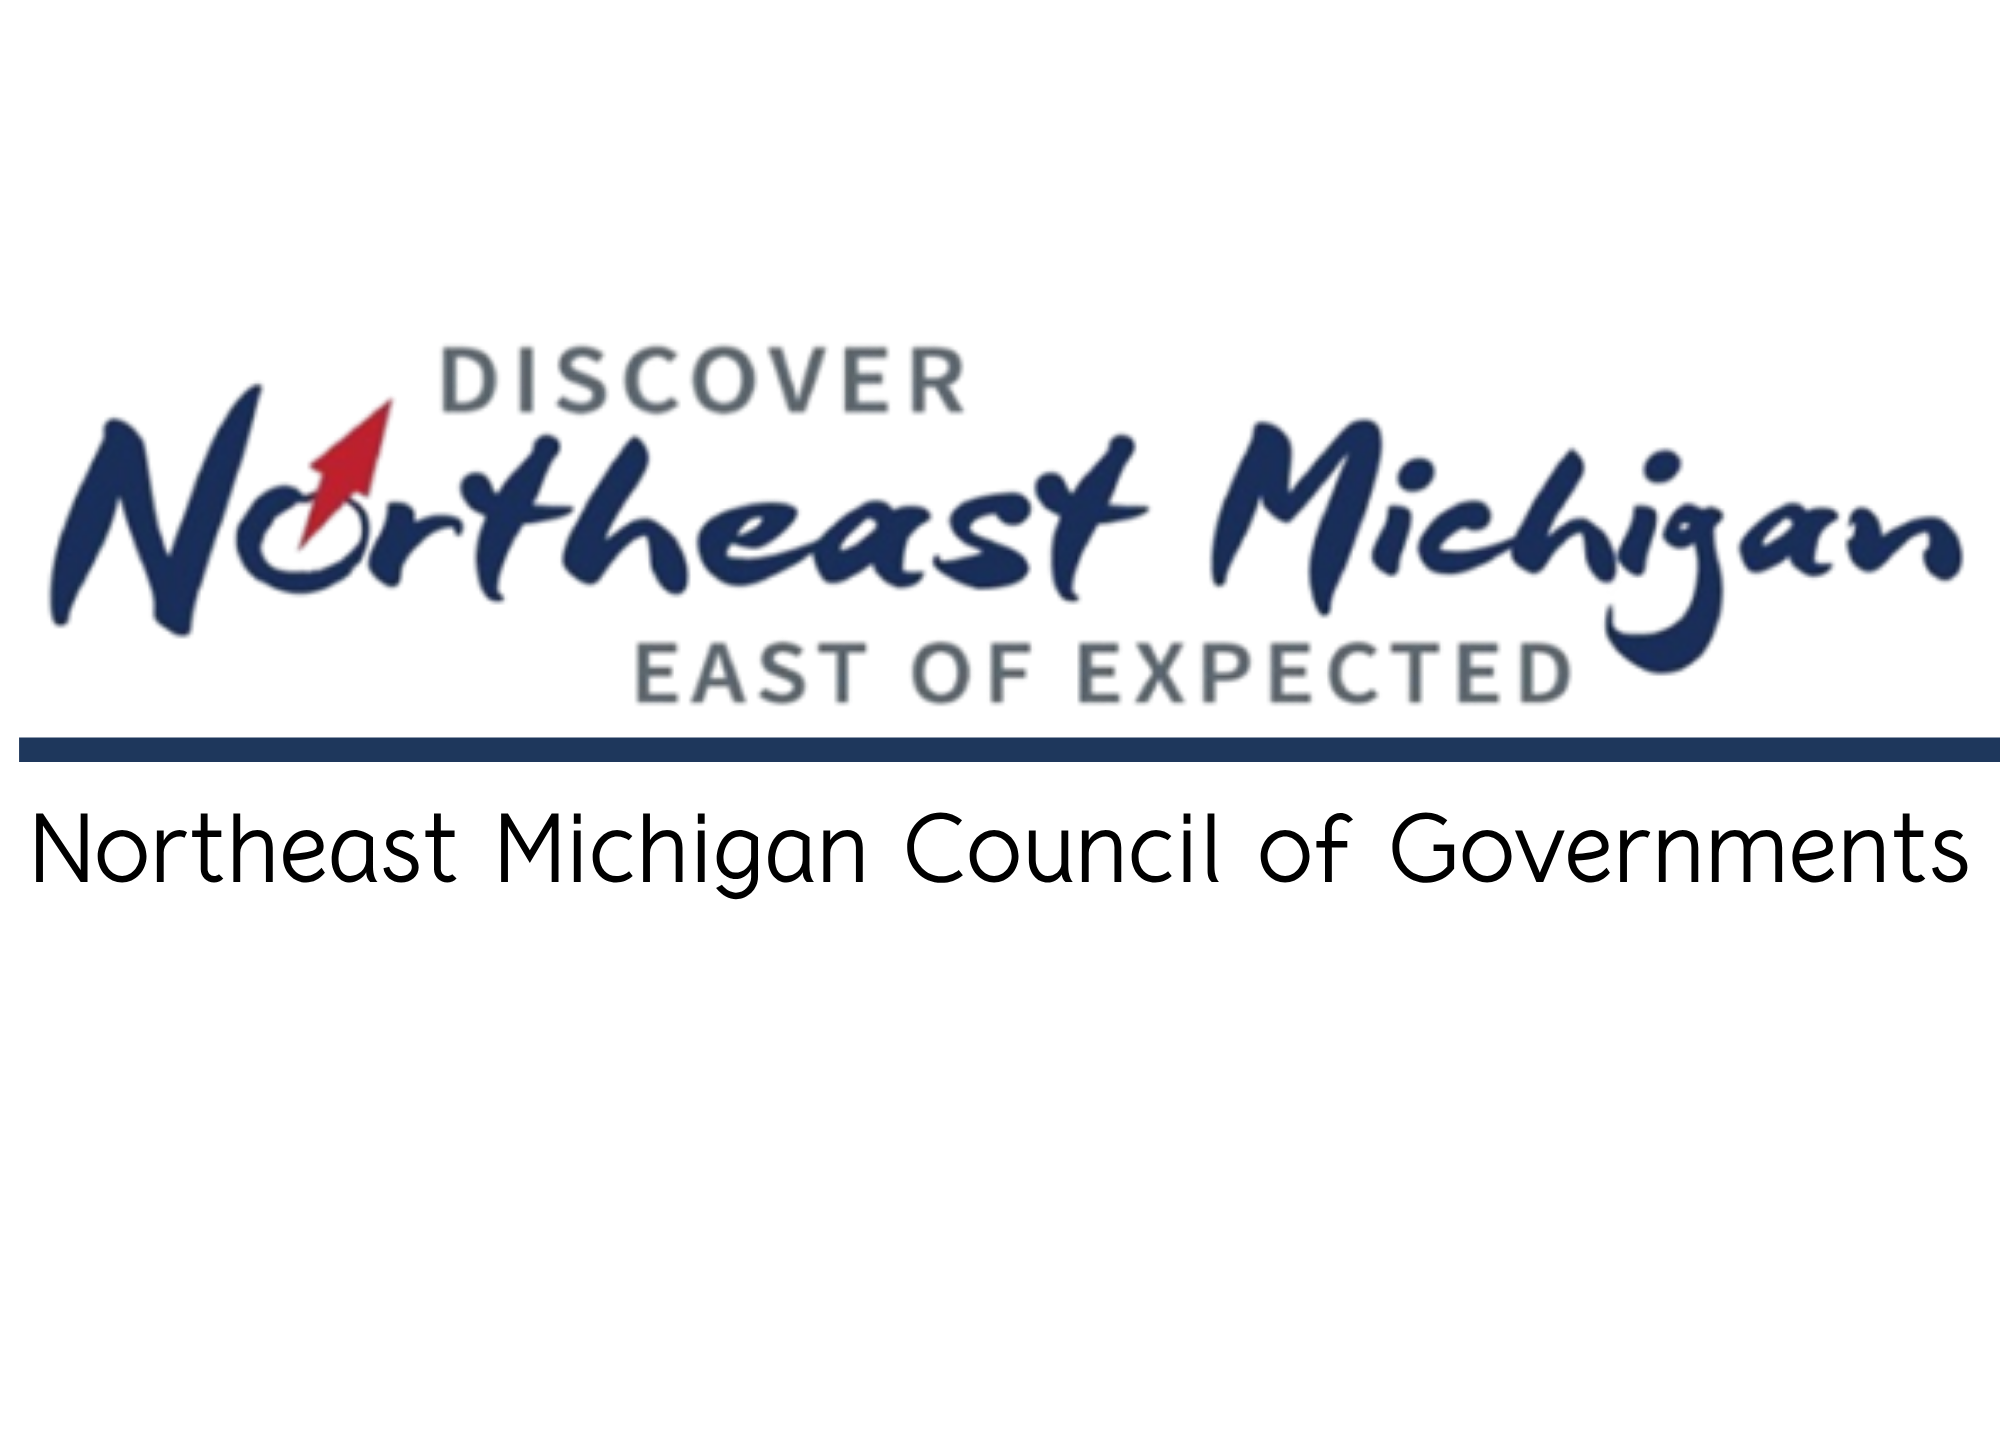 DISCOVER
Northeast Michigan
EAST OF EXPECTED
Northeast Michigan Council of Governments